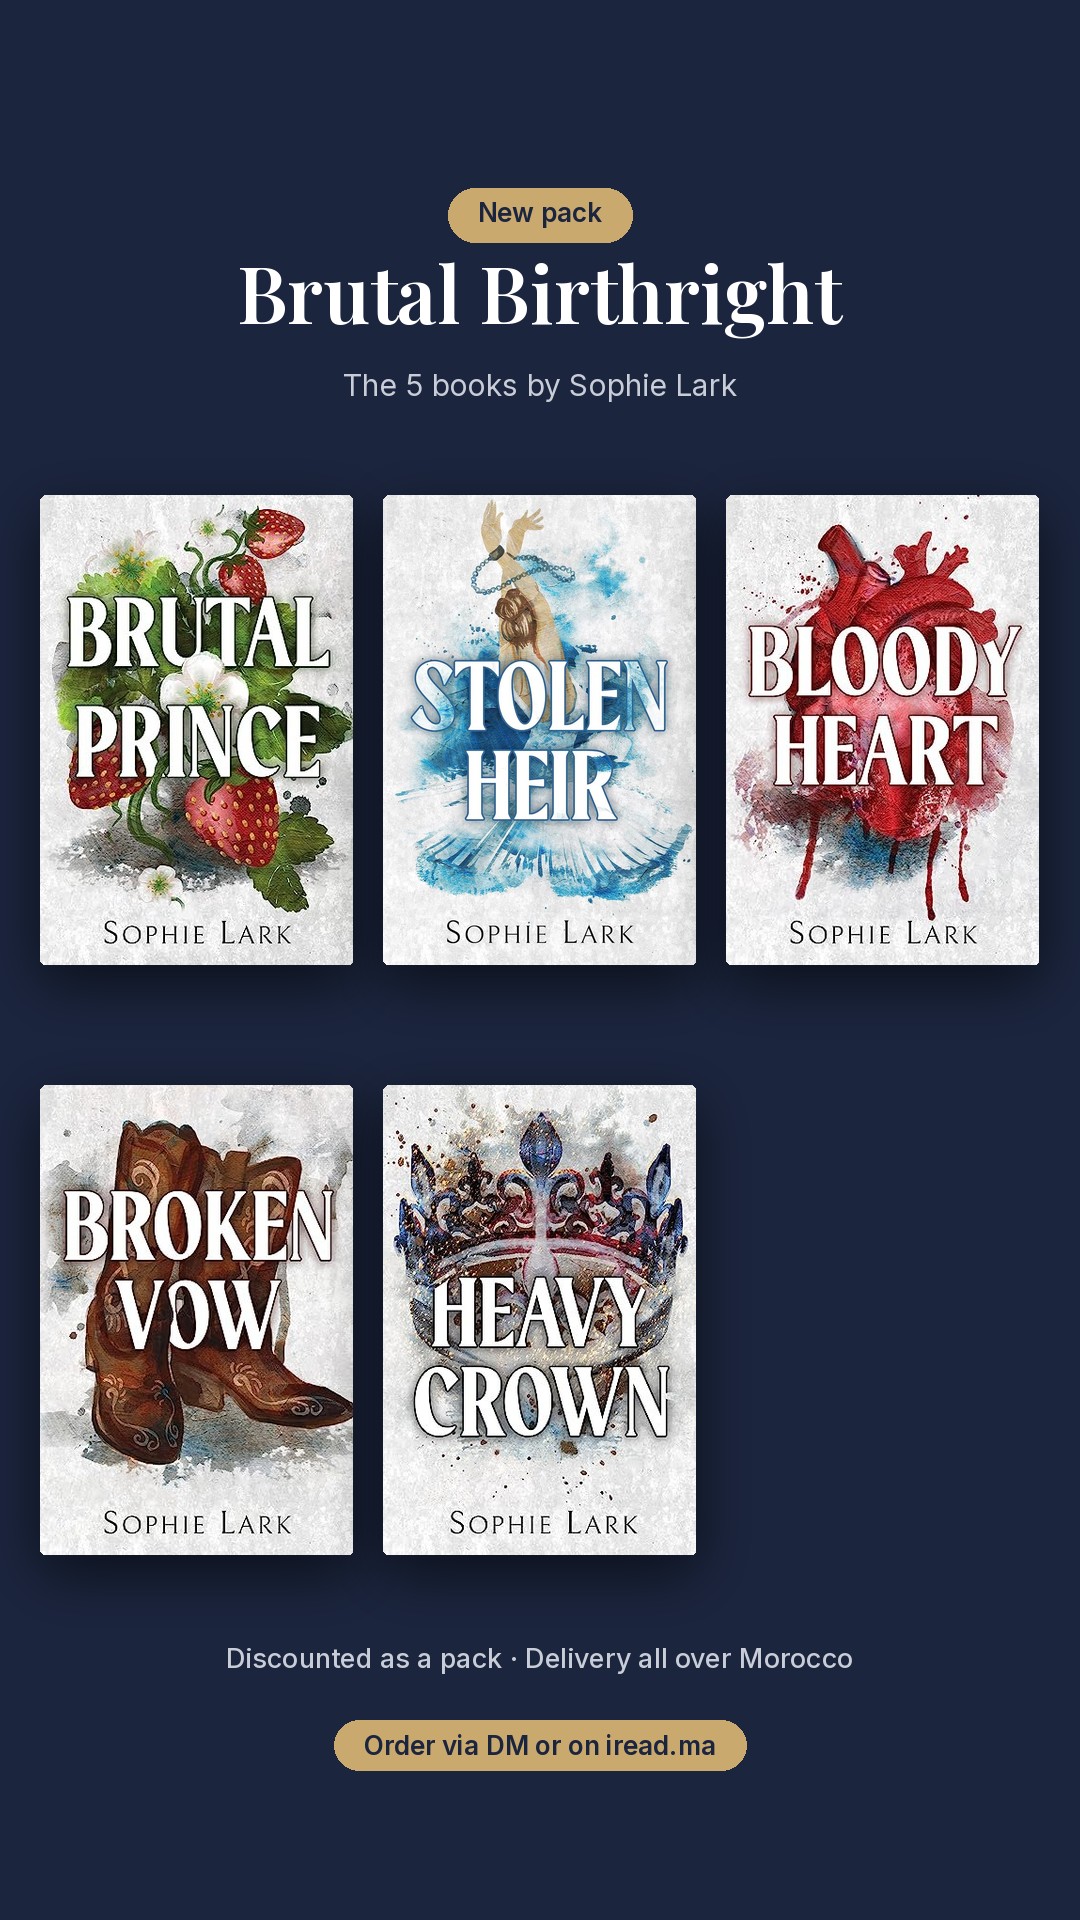 New pack
Brutal Birthright
The 5 books by Sophie Lark
BRUTAL
PRINCE
SOPHIE LARK
STOLEN
HEIR
SOPHIE LARK
BLOODY
HEART
SOPHIE LARK
BROKEN
VOW
SOPHIE LARK
HEAVY
CROWN
SOPHIE LARK
Discounted as a pack · Delivery all over Morocco
Order via DM or on iread.ma